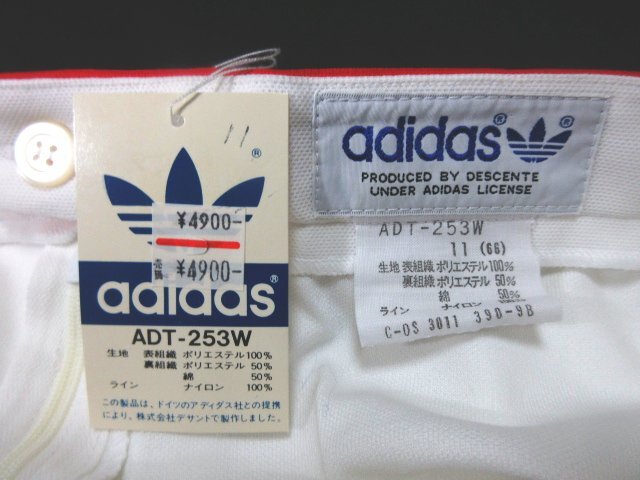 11
®
¥4900-
売価 ¥4900-
adidas
ADT-253W
生地 表組織 ポリエステル100%
裏組織 ポリエステル 50%
綿 50%
ライン ナイロン 100%
この製品は、ドイツのアディダス社との提携
により、株式会社デサントで製作しました。
adidas ®
PRODUCED BY DESCENTE
UNDER ADIDAS LICENSE
ADT-253W
11 (66)
生地 表組織 ポリエステル100%
裏組織 ポリエステル 50%
綿 50%
ライン ナイロン 100%
C-OS 3011 390-9B